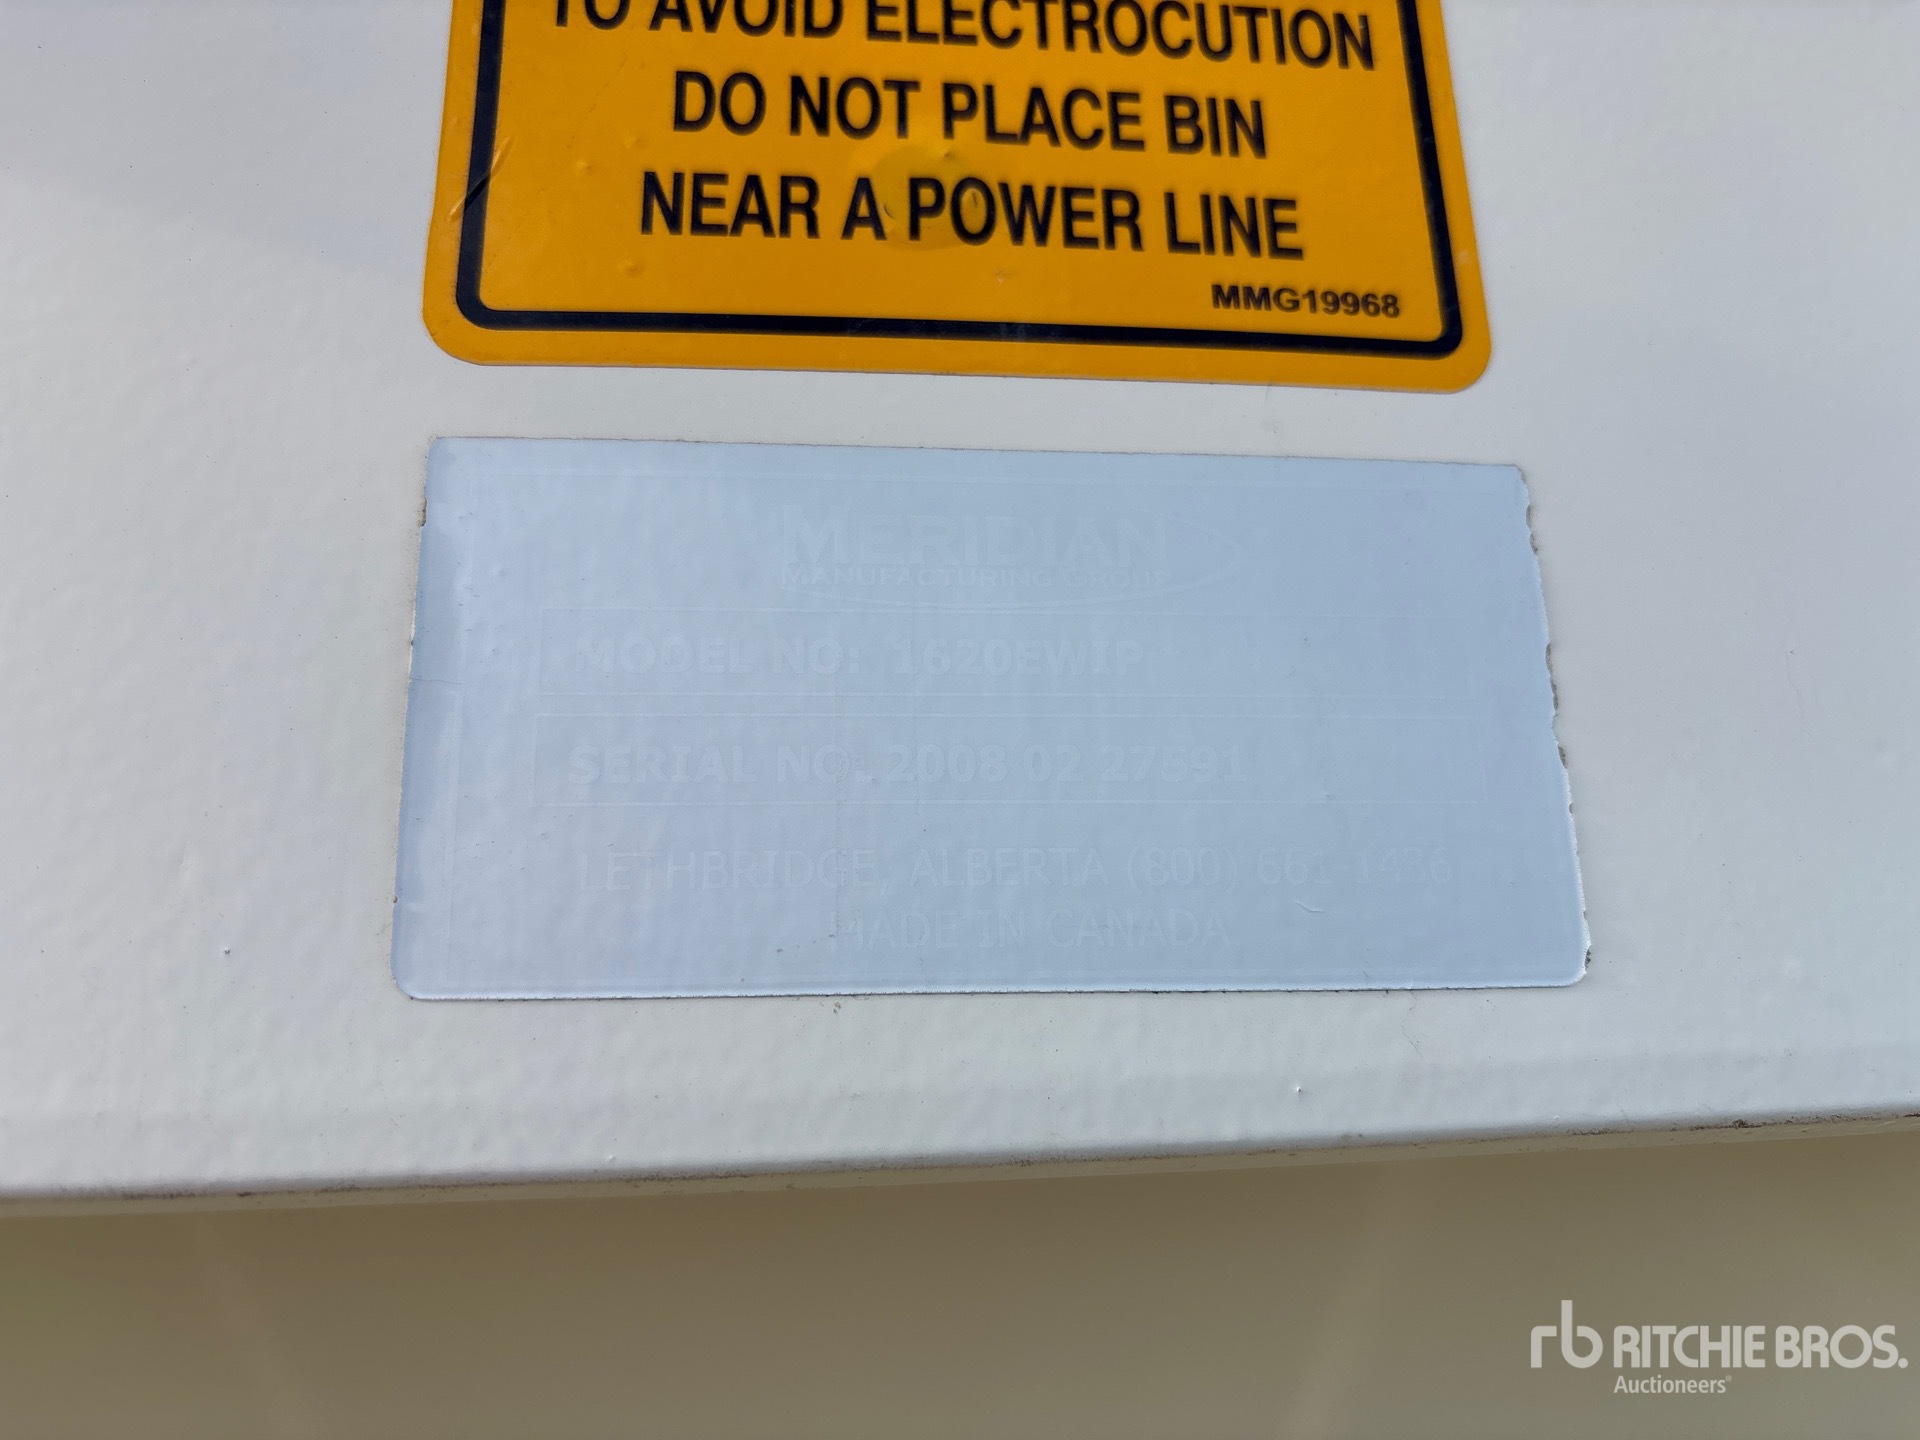 TO AVOID ELECTROCUTION
DO NOT PLACE BIN
NEAR A POWER LINE
MMG19968
MERIDIAN
MANUFACTURING GROUP
MODEL NO: 1620EWIP
SERIAL NO: 2008 02 27591
LETHBRIDGE, ALBERTA (800) 661-1436
MADE IN CANADA
rb RITCHIE BROS.
Auctioneers